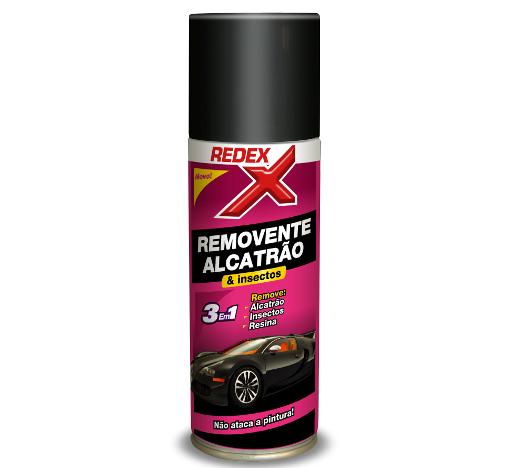 REDEX
X
Novo!
REMOVENTE
ALCATRÃO
& insectos
3 Em 1
Remove:
Alcatrão
Insectos
Resina
Não ataca a pintura!